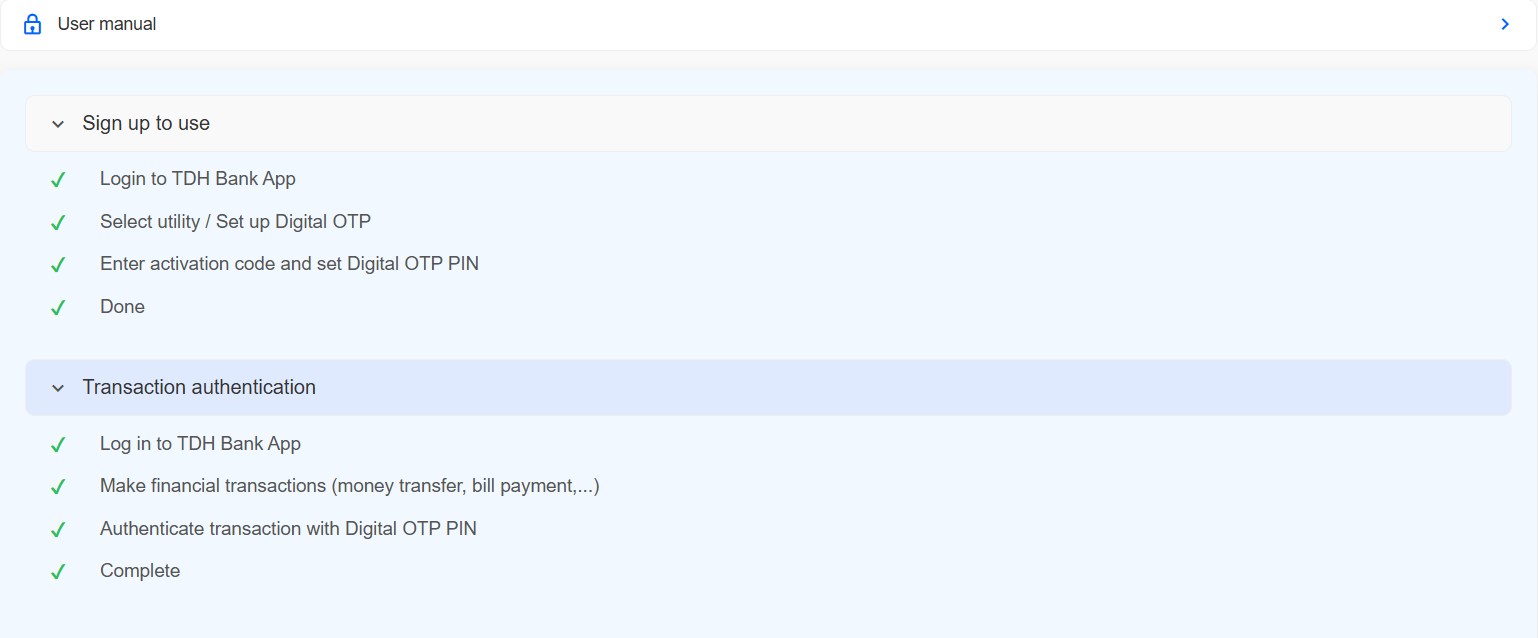 User manual
Sign up to use
Login to TDH Bank App
Select utility / Set up Digital OTP
Enter activation code and set Digital OTP PIN
Done
Transaction authentication
Log in to TDH Bank App
Make financial transactions (money transfer, bill payment,...)
Authenticate transaction with Digital OTP PIN
Complete